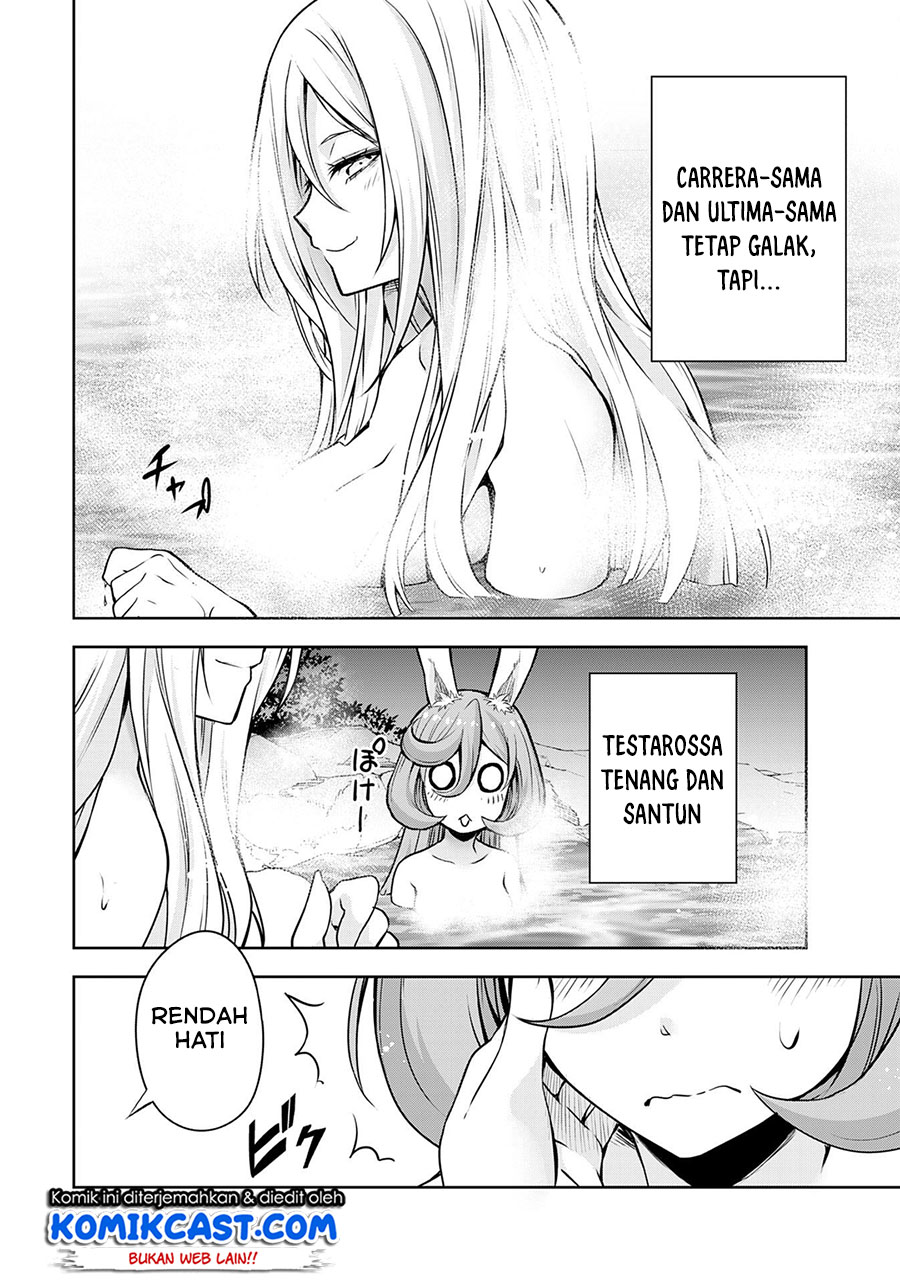 CARRERA-SAMA
DAN ULTIMA-SAMA
TETAP GALAK,
TAPI...
チャポ
TESTAROSSA
TENANG DAN
SANTUN
ぽけー
RENDAH
HATI
ビク
Komik ini diterjemahkan & diedit oleh
KOMIKCAST.COM
BUKAN WEB LAIN!!